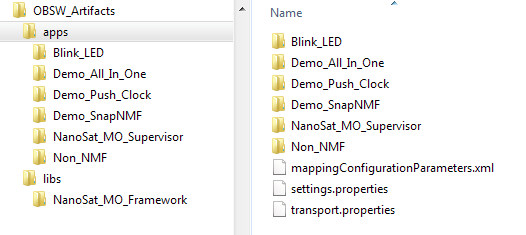 OBSW_Artifacts
apps
Blink_LED
Demo_All_In_One
Demo_Push_Clock
Demo_SnapNMF
NanoSat_MO_Supervisor
Non_NMF
libs
NanoSat_MO_Framework
Name
Blink_LED
Demo_All_In_One
Demo_Push_Clock
Demo_SnapNMF
NanoSat_MO_Supervisor
Non_NMF
mappingConfigurationParameters.xml
settings.properties
transport.properties